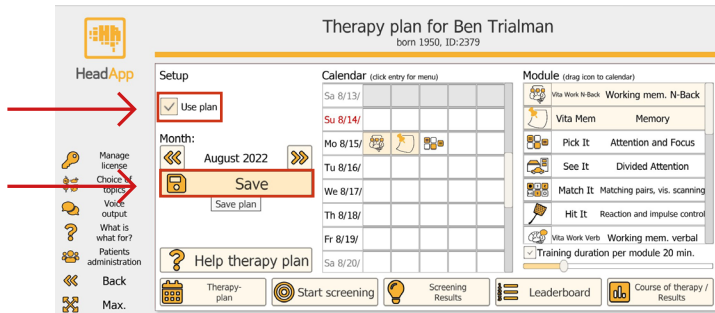 Therapy plan for Ben Trialman
born 1950, ID:2379
HeadApp
Manage
license
Choice of
topics
Voice
output
What is
what for?
Patients
administration
Back
Max.
Setup
Use plan
Month:
August 2022
Save
Save plan
Help therapy plan
Calendar (click entry for menu)
Sa 8/13/
Su 8/14/
Mo 8/15/
Tu 8/16/
We 8/17/
Th 8/18/
Fr 8/19/
Sa 8/20/
Module (drag icon to calendar)
Vita Work N-Back Working mem. N-Back
Vita Mem Memory
Pick It Attention and Focus
See It Divided Attention
Match It Matching pairs, vis. scanning
Hit It Reaction and impulse control
Vita Work Verb Working mem. verbal
Training duration per module 20 min.
Therapy-
plan
Start screening
Screening
Results
Leaderboard
Course of therapy /
Results